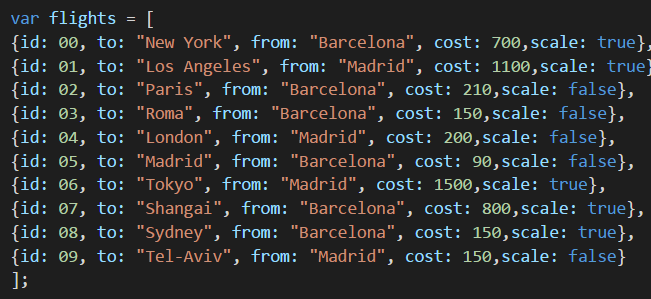 var flights = [
{id: 00, to: "New York", from: "Barcelona", cost: 700,scale: true},
{id: 01, to: "Los Angeles", from: "Madrid", cost: 1100,scale: true}
{id: 02, to: "Paris", from: "Barcelona", cost: 210,scale: false},
{id: 03, to: "Roma", from: "Barcelona", cost: 150,scale: false},
{id: 04, to: "London", from: "Madrid", cost: 200,scale: false},
{id: 05, to: "Madrid", from: "Barcelona", cost: 90,scale: false},
{id: 06, to: "Tokyo", from: "Madrid", cost: 1500,scale: true},
{id: 07, to: "Shangai", from: "Barcelona", cost: 800,scale: true},
{id: 08, to: "Sydney", from: "Barcelona", cost: 150,scale: true},
{id: 09, to: "Tel-Aviv", from: "Madrid", cost: 150,scale: false}
];